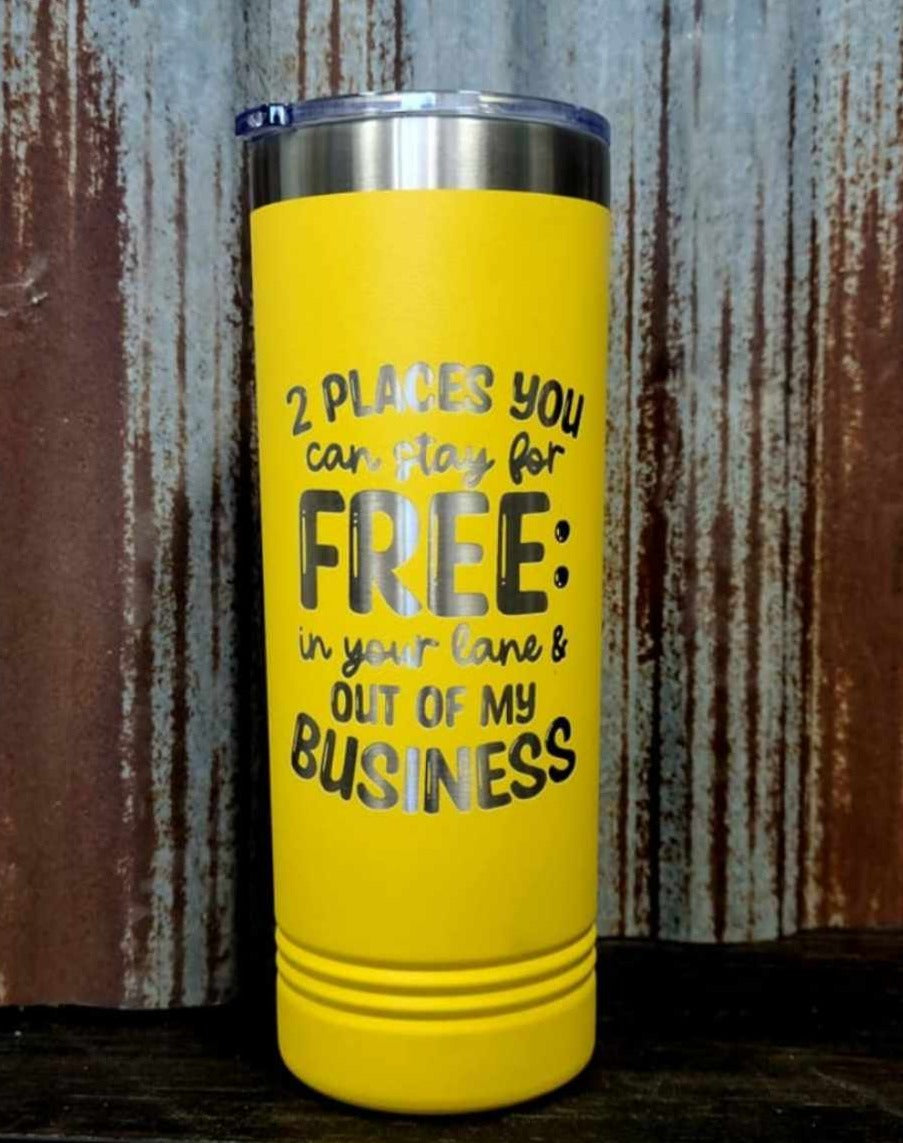 2 PLACES YOU
can stay for
FREE:
in your lane &
OUT OF MY
BUSINESS